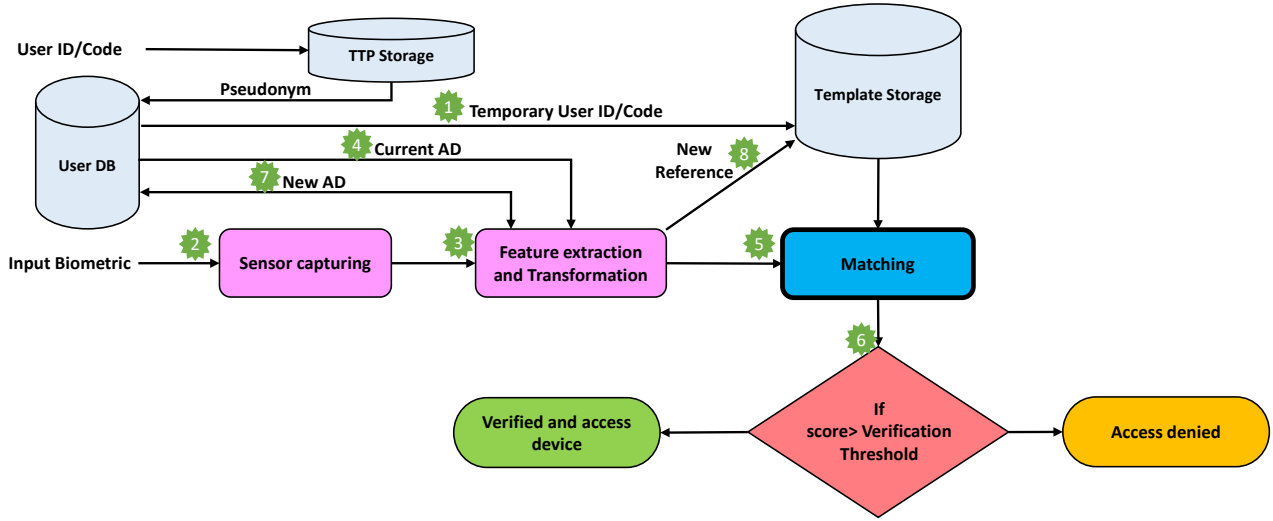 User ID/Code
TTP Storage
Pseudonym
1
Temporary User ID/Code
Template Storage
User DB
4
Current AD
7
New AD
New
Reference
8
Input Biometric
2
Sensor capturing
3
Feature extraction
and Transformation
5
Matching
6
If
score> Verification
Threshold
Verified and access
device
Access denied